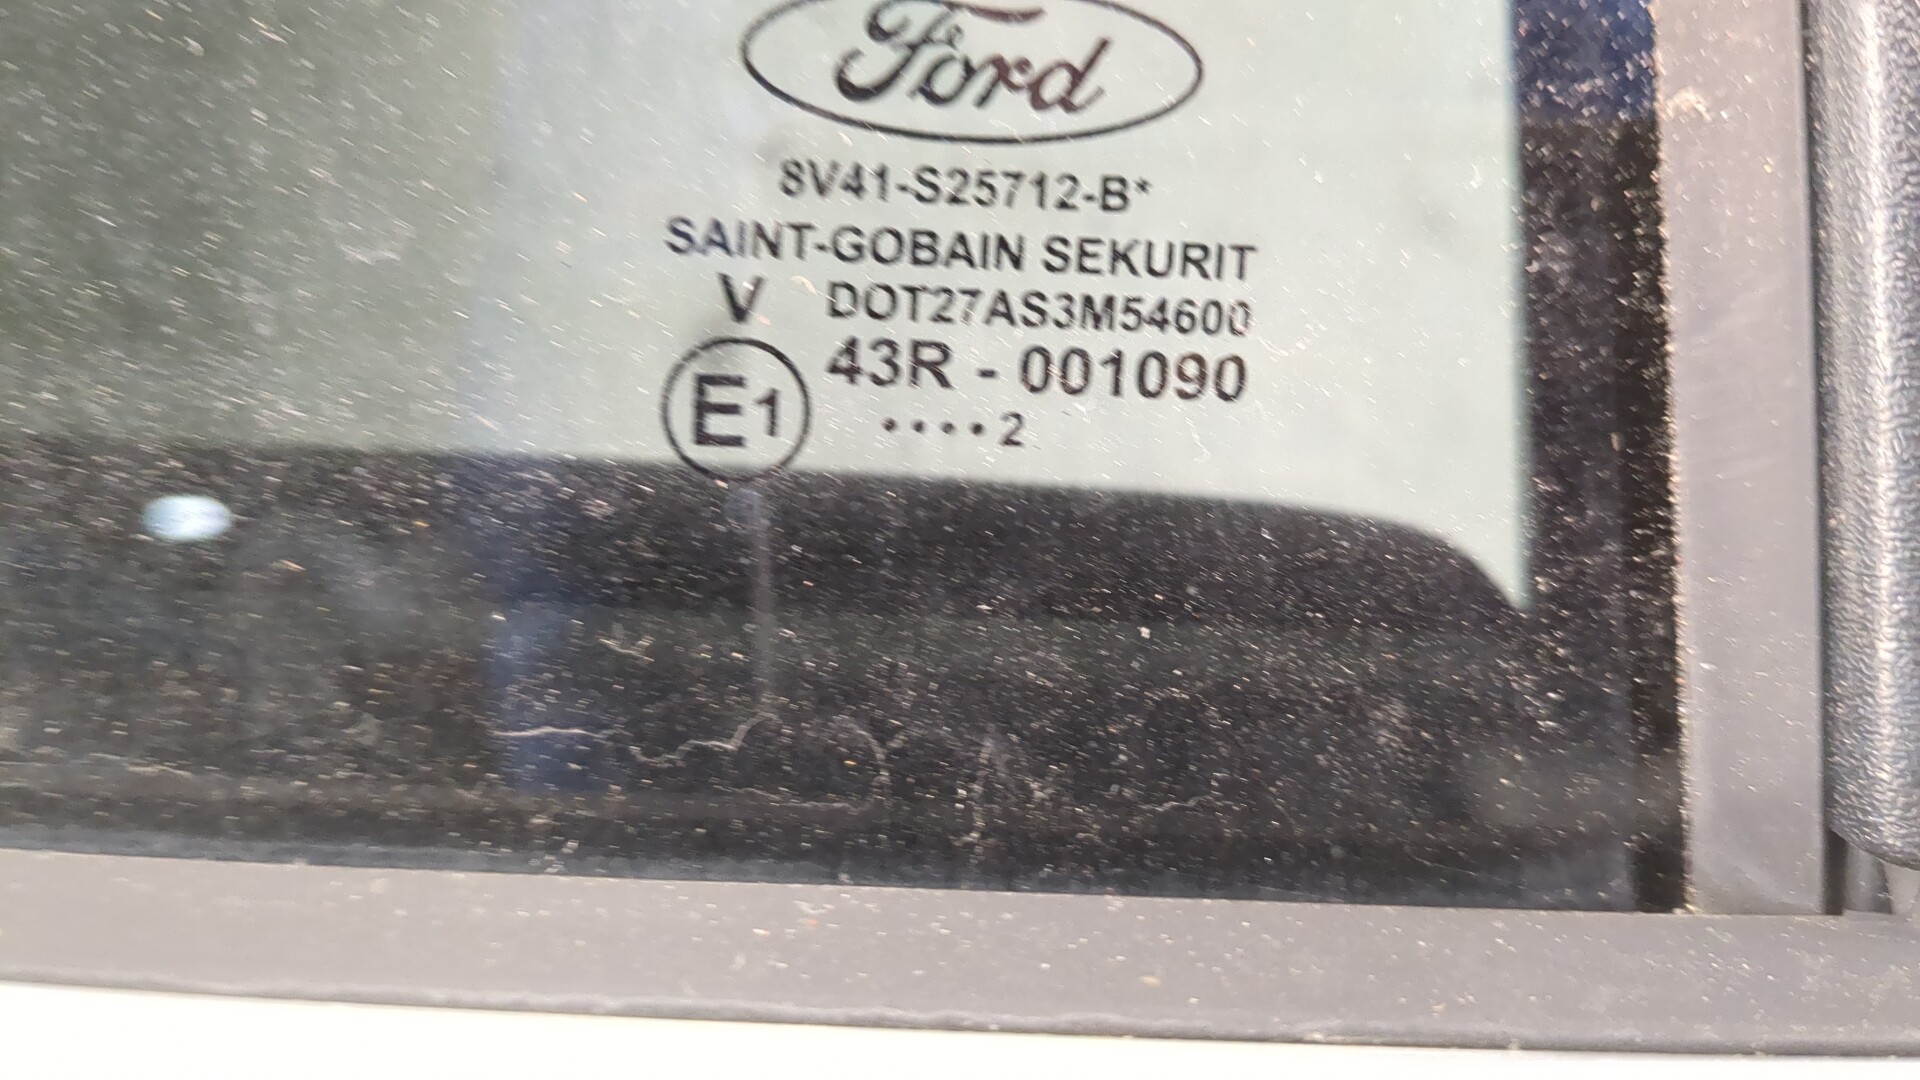 Ford
8V41-S25712-B*
SAINT-GOBAIN SEKURIT
V DOT27AS3M54600
E1 43R - 001090
••••2